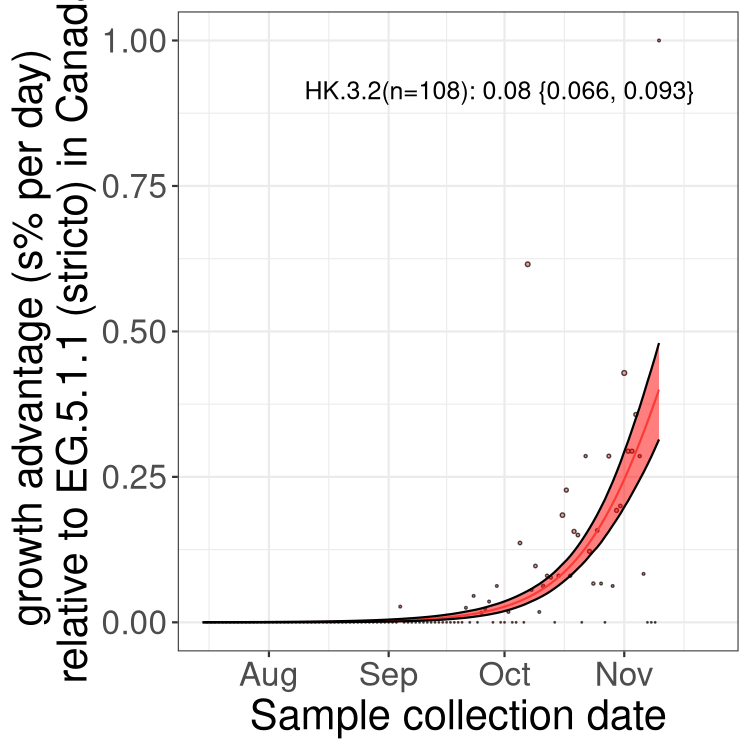 growth advantage (s% per day)
relative to EG.5.1.1 (stricto) in Canada
1.00
0.75
0.50
0.25
0.00
HK.3.2(n=108): 0.08 {0.066, 0.093}
Aug Sep Oct Nov
Sample collection date